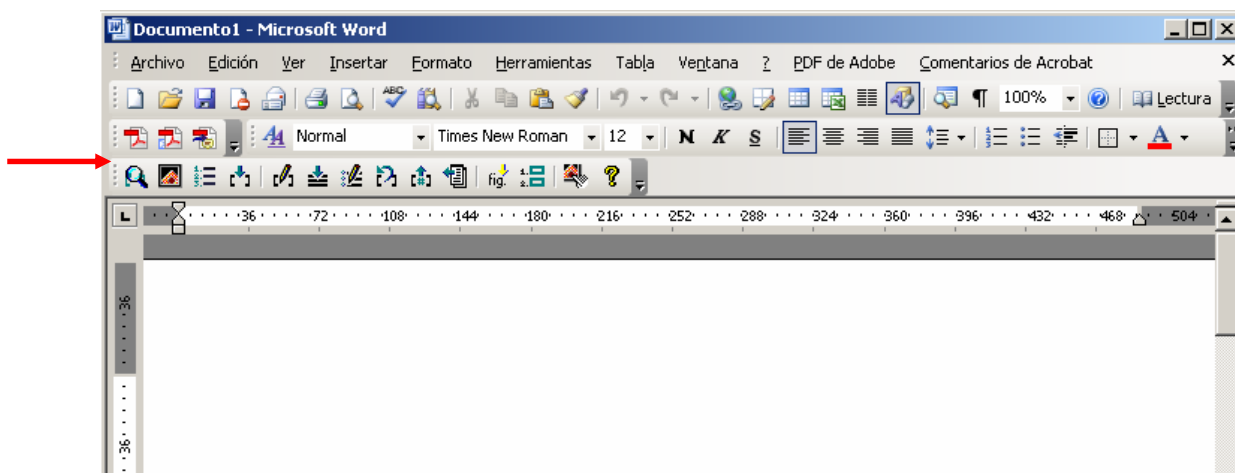 Documento1 - Microsoft Word
Archivo Edición Ver Insertar Formato Herramientas Tabla Ventana ? PDF de Adobe Comentarios de Acrobat
ABC ¶ 100% Lectura
Normal Times New Roman 12 N K S A
fig.
36 72 108 144 180 216 252 288 324 360 396 432 468 504
36
36